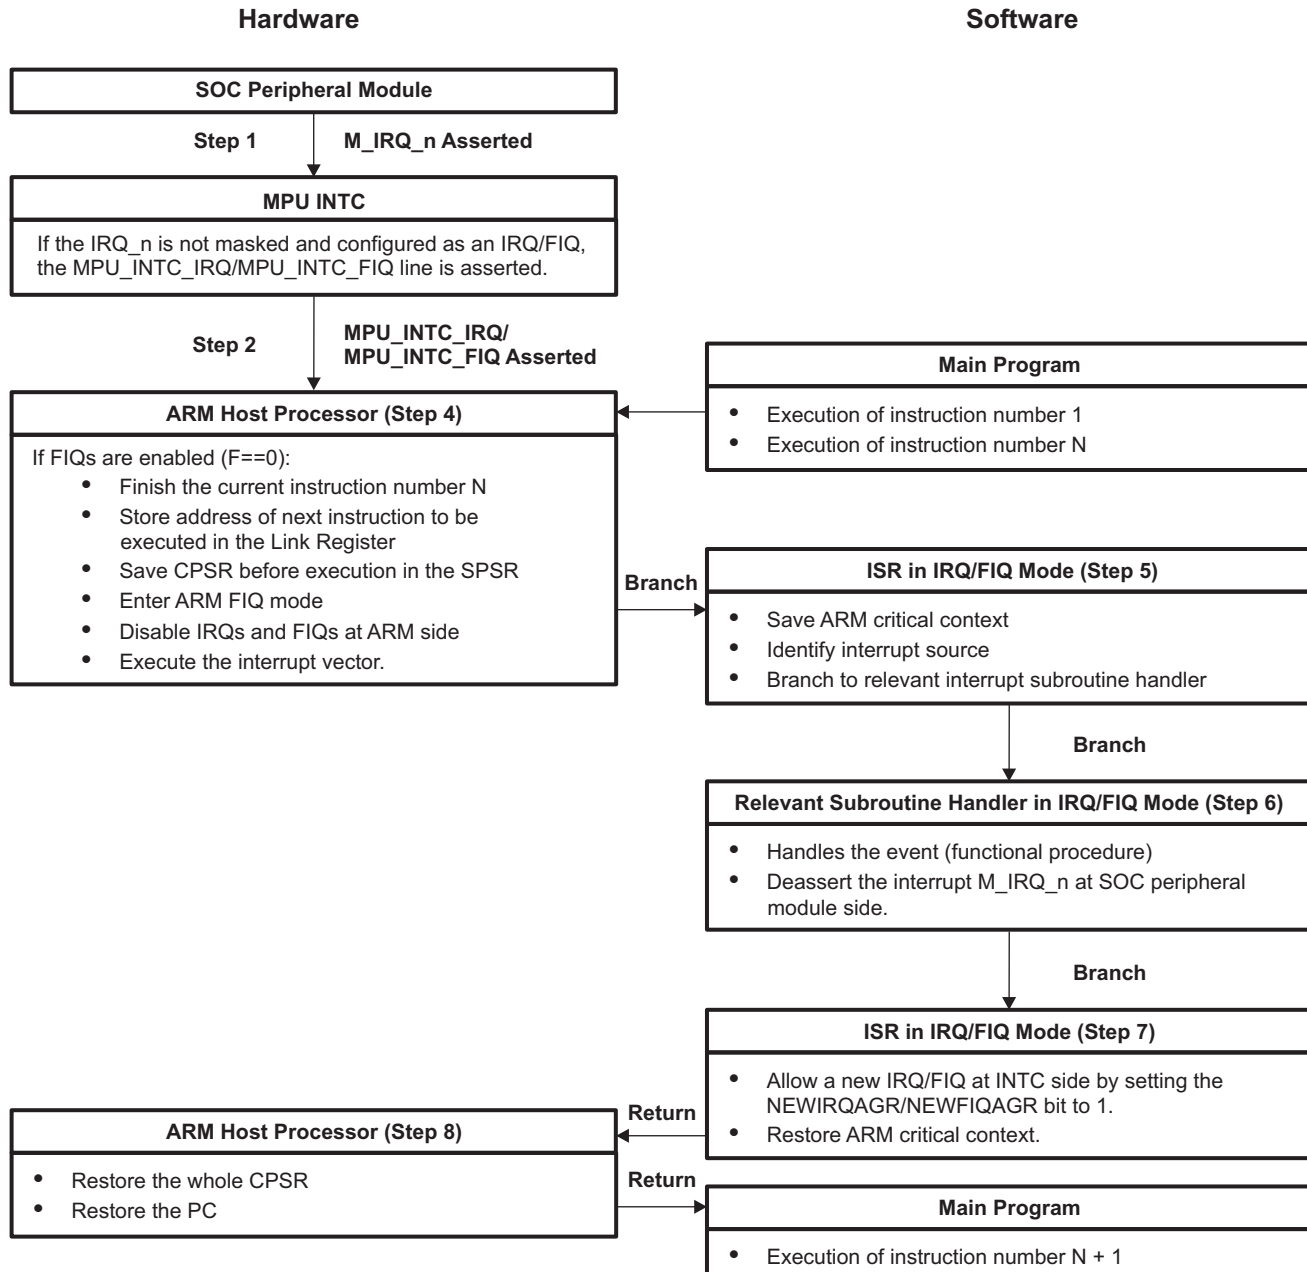 Hardware
Software
SOC Peripheral Module
Step 1
M_IRQ_n Asserted
MPU INTC
If the IRQ_n is not masked and configured as an IRQ/FIQ,
the MPU_INTC_IRQ/MPU_INTC_FIQ line is asserted.
Step 2
MPU_INTC_IRQ/
MPU_INTC_FIQ Asserted
Main Program
• Execution of instruction number 1
• Execution of instruction number N
ARM Host Processor (Step 4)
If FIQs are enabled (F==0):
• Finish the current instruction number N
• Store address of next instruction to be
executed in the Link Register
• Save CPSR before execution in the SPSR
• Enter ARM FIQ mode
• Disable IRQs and FIQs at ARM side
• Execute the interrupt vector.
Branch
ISR in IRQ/FIQ Mode (Step 5)
• Save ARM critical context
• Identify interrupt source
• Branch to relevant interrupt subroutine handler
Branch
Relevant Subroutine Handler in IRQ/FIQ Mode (Step 6)
• Handles the event (functional procedure)
• Deassert the interrupt M_IRQ_n at SOC peripheral
module side.
Branch
ISR in IRQ/FIQ Mode (Step 7)
• Allow a new IRQ/FIQ at INTC side by setting the
NEWIRQAGR/NEWFIQAGR bit to 1.
• Restore ARM critical context.
Return
ARM Host Processor (Step 8)
• Restore the whole CPSR
• Restore the PC
Return
Main Program
• Execution of instruction number N + 1